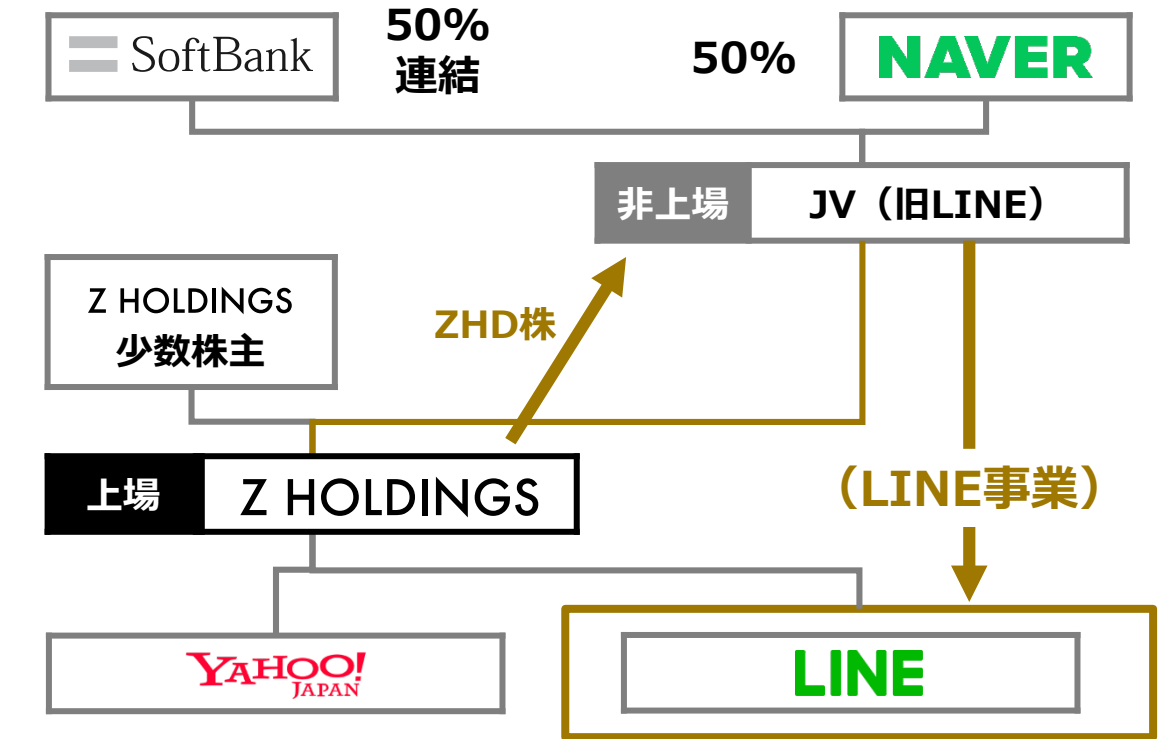 SoftBank
50%
連結
50%
NAVER
非上場
JV（旧LINE）
Z HOLDINGS
少数株主
ZHD株
上場
Z HOLDINGS
（LINE事業）
YAHOO!
JAPAN
LINE